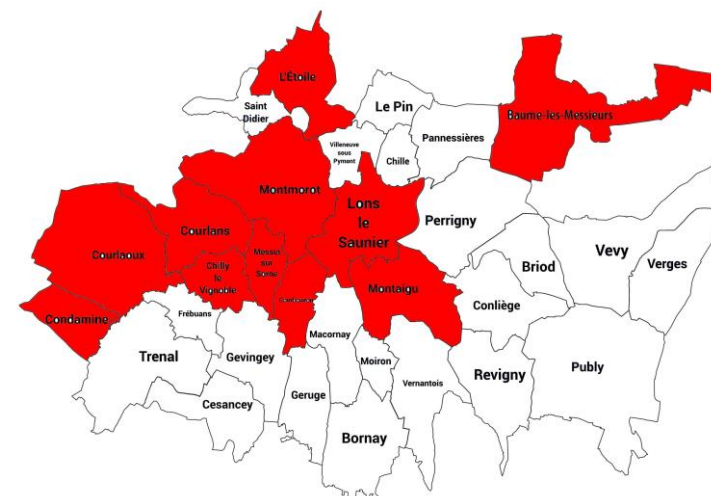 L'Étoile
Saint
Didier
Le Pin
Baume-les-Messieurs
Pannessières
Villeneuve
sous
Pymont
Chille
Montmorot
Lons
le
Saunier
Perrigny
Courlans
Courlaoux
Messia
sur
Sorne
Chilly
le
Vignoble
Briod
Vevy
Verges
Montaigu
Conliège
Condamine
Frébuans
Macornay
Trenal
Gevingey
Moiron
Vernantois
Revigny
Publy
Cesancey
Geruge
Bornay